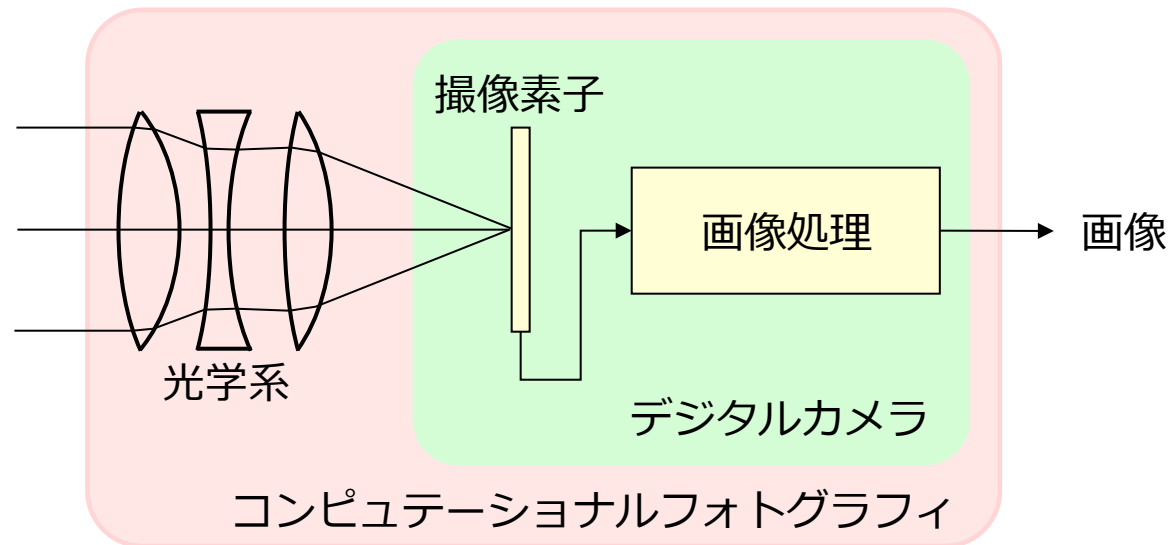 撮像素子
画像処理
画像
光学系
デジタルカメラ
コンピュテーショナルフォトグラフィ